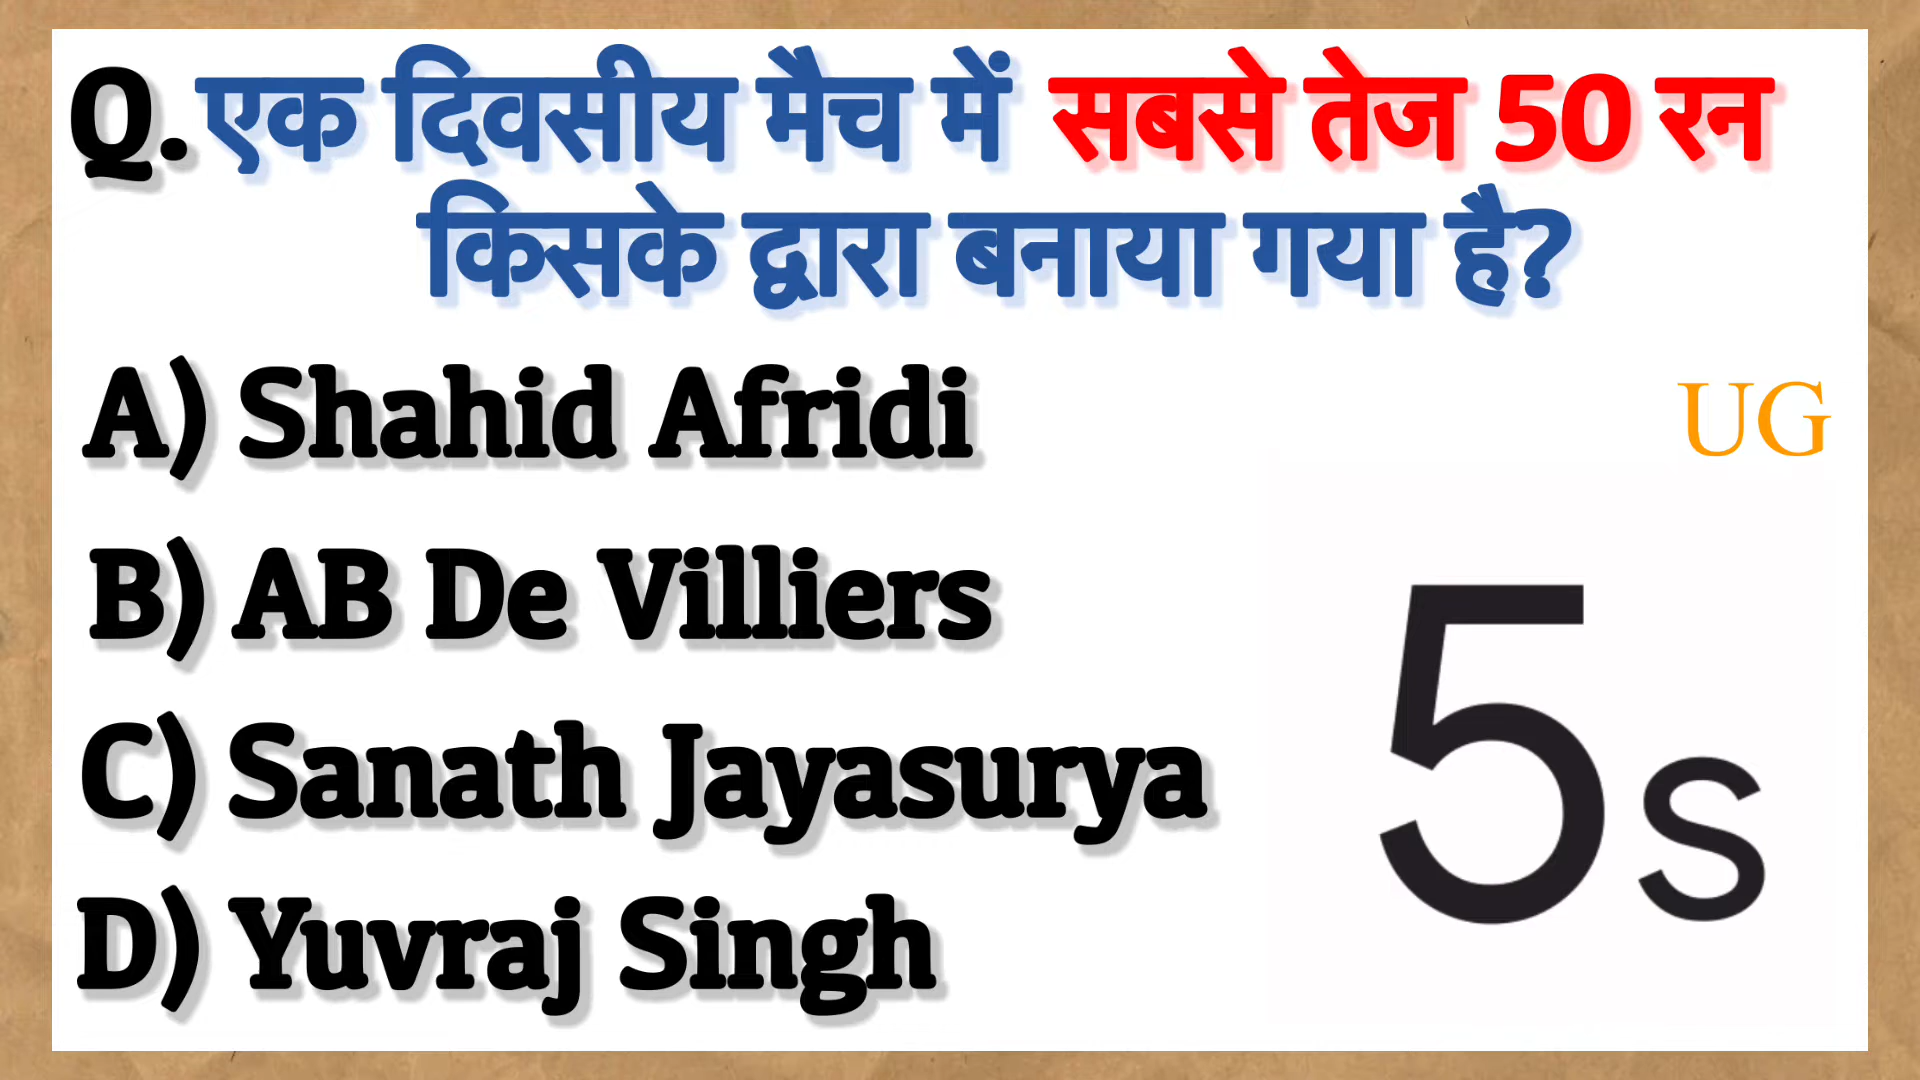 Q. एक दिवसीय मैच में सबसे तेज 50 रन
किसके द्वारा बनाया गया है?
A) Shahid Afridi
UG
B) AB De Villiers
C) Sanath Jayasurya
5s
D) Yuvraj Singh